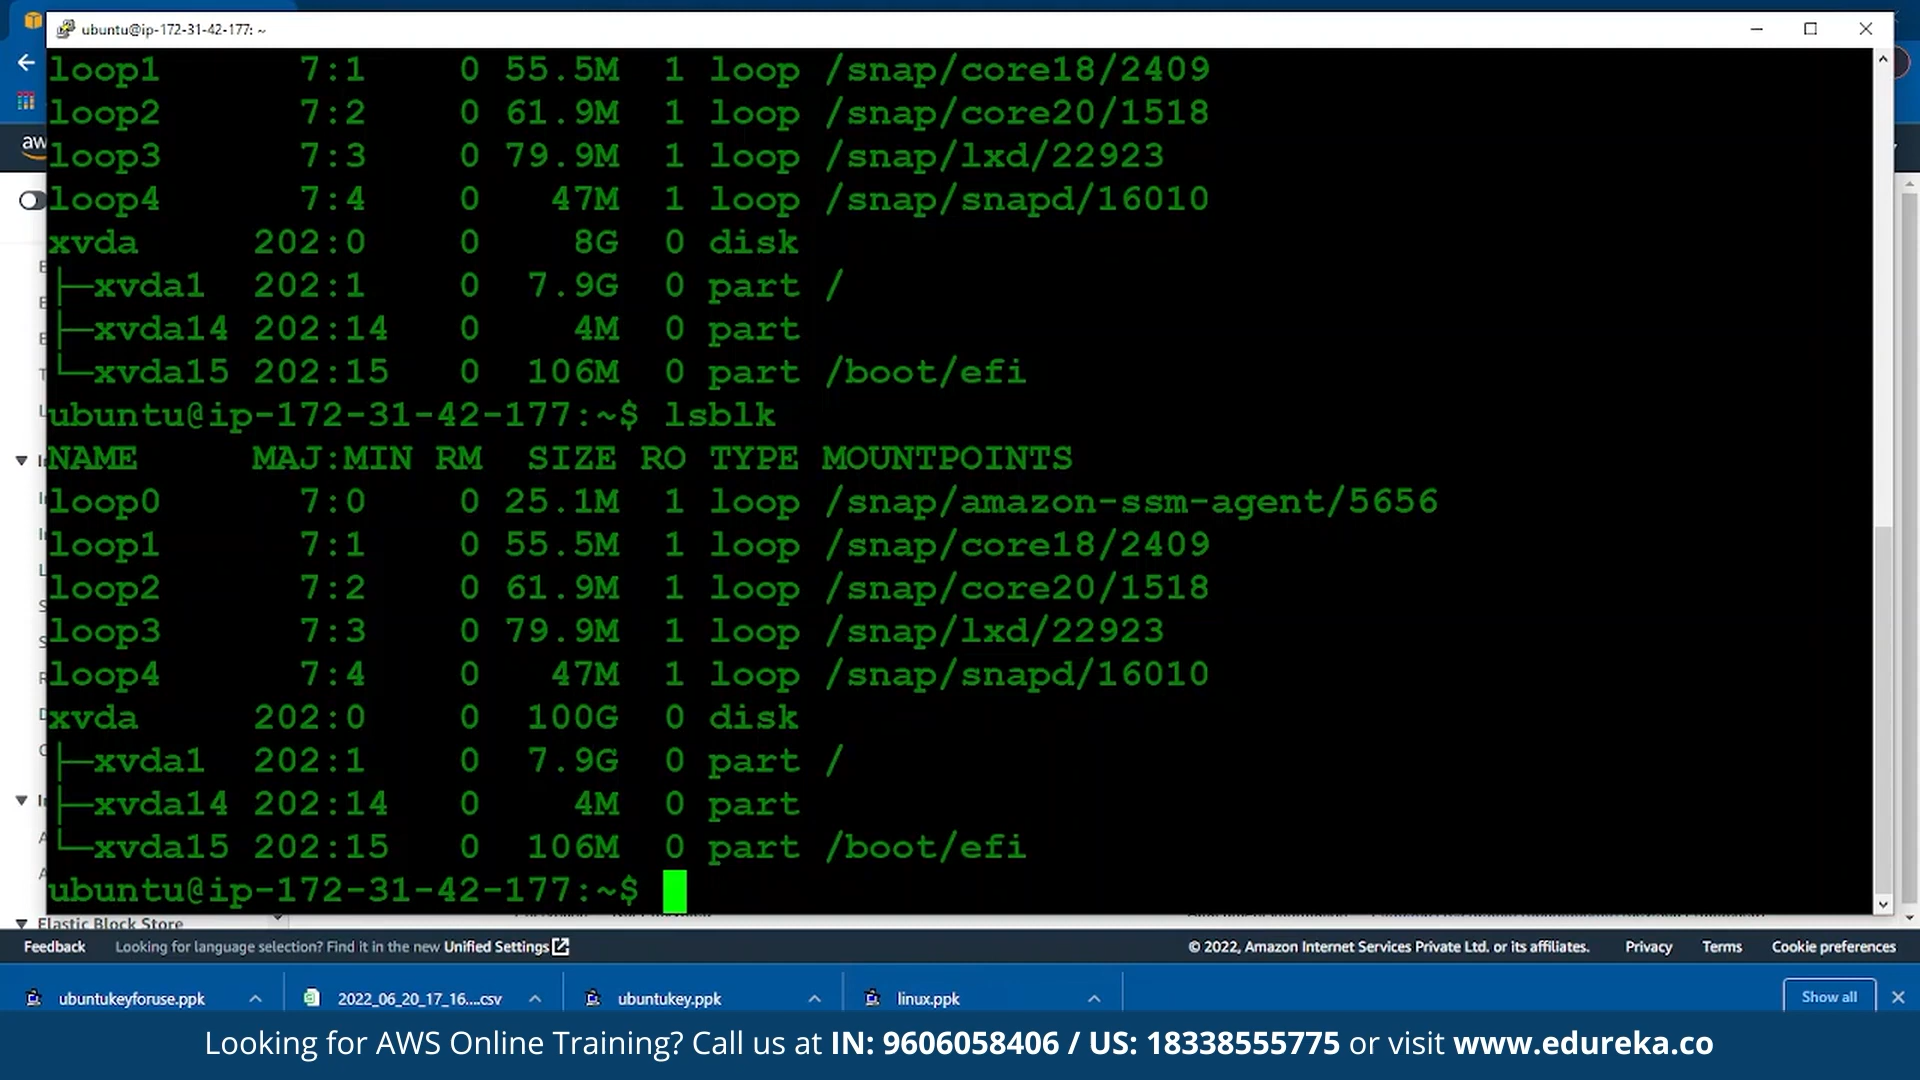 ubuntu@ip-172-31-42-177: ~
aws
loop1 7:1 0 55.5M 1 loop /snap/core18/2409
loop2 7:2 0 61.9M 1 loop /snap/core20/1518
loop3 7:3 0 79.9M 1 loop /snap/lxd/22923
loop4 7:4 0 47M 1 loop /snap/snapd/16010
xvda 202:0 0 8G 0 disk
├─xvda1 202:1 0 7.9G 0 part /
├─xvda14 202:14 0 4M 0 part
└─xvda15 202:15 0 106M 0 part /boot/efi
ubuntu@ip-172-31-42-177:~$ lsblk
NAME MAJ:MIN RM SIZE RO TYPE MOUNTPOINTS
loop0 7:0 0 25.1M 1 loop /snap/amazon-ssm-agent/5656
loop1 7:1 0 55.5M 1 loop /snap/core18/2409
loop2 7:2 0 61.9M 1 loop /snap/core20/1518
loop3 7:3 0 79.9M 1 loop /snap/lxd/22923
loop4 7:4 0 47M 1 loop /snap/snapd/16010
xvda 202:0 0 100G 0 disk
├─xvda1 202:1 0 7.9G 0 part /
├─xvda14 202:14 0 4M 0 part
└─xvda15 202:15 0 106M 0 part /boot/efi
ubuntu@ip-172-31-42-177:~$
Elastic Block Store
Feedback Looking for language selection? Find it in the new Unified Settings © 2022, Amazon Internet Services Private Ltd. or its affiliates. Privacy Terms Cookie preferences
ubuntukeyforuse.ppk 2022_06_20_17_16....csv ubuntukey.ppk linux.ppk Show all
Looking for AWS Online Training? Call us at IN: 9606058406 / US: 18338555775 or visit www.edureka.co